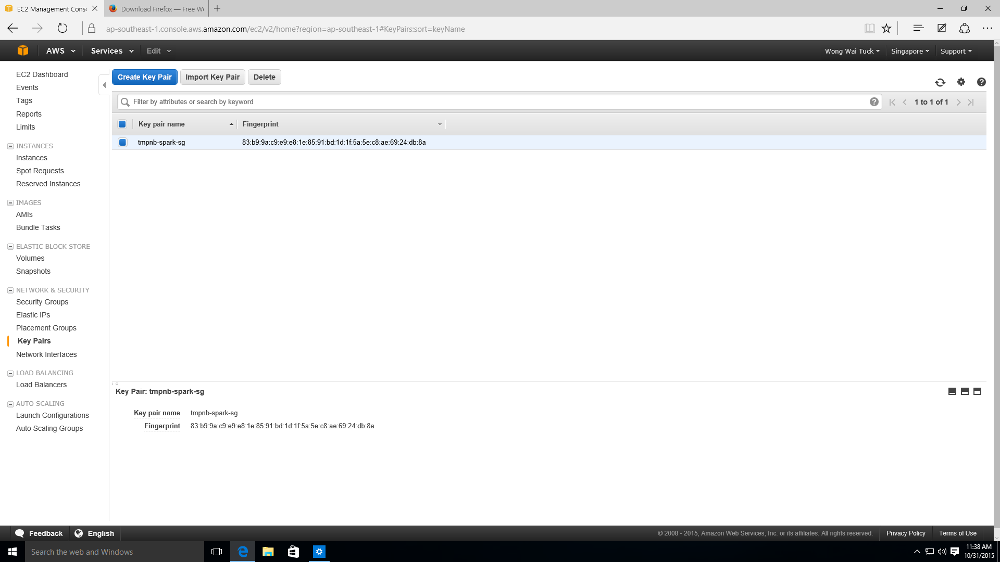 EC2 Management Cons
Download Firefox — Free W
ap-southeast-1.console.aws.amazon.com/ec2/v2/home?region=ap-southeast-1#KeyPairs:sort=keyName
AWS
Services
Edit
Wong Wai Tuck
Singapore
Support
EC2 Dashboard
Events
Tags
Reports
Limits
INSTANCES
Instances
Spot Requests
Reserved Instances
IMAGES
AMIs
Bundle Tasks
ELASTIC BLOCK STORE
Volumes
Snapshots
NETWORK & SECURITY
Security Groups
Elastic IPs
Placement Groups
Key Pairs
Network Interfaces
LOAD BALANCING
Load Balancers
AUTO SCALING
Launch Configurations
Auto Scaling Groups
Create Key Pair
Import Key Pair
Delete
Filter by attributes or search by keyword
1 to 1 of 1
Key pair name
Fingerprint
tmpnb-spark-sg
83:b9:9a:c9:e9:e8:1e:85:91:bd:1d:1f:5a:5e:c8:ae:69:24:db:8a
Key Pair: tmpnb-spark-sg
Key pair name tmpnb-spark-sg
Fingerprint 83:b9:9a:c9:e9:e8:1e:85:91:bd:1d:1f:5a:5e:c8:ae:69:24:db:8a
Feedback
English
© 2008 - 2015, Amazon Web Services, Inc. or its affiliates. All rights reserved.
Privacy Policy
Terms of Use
Search the web and Windows
11:38 AM
10/31/2015